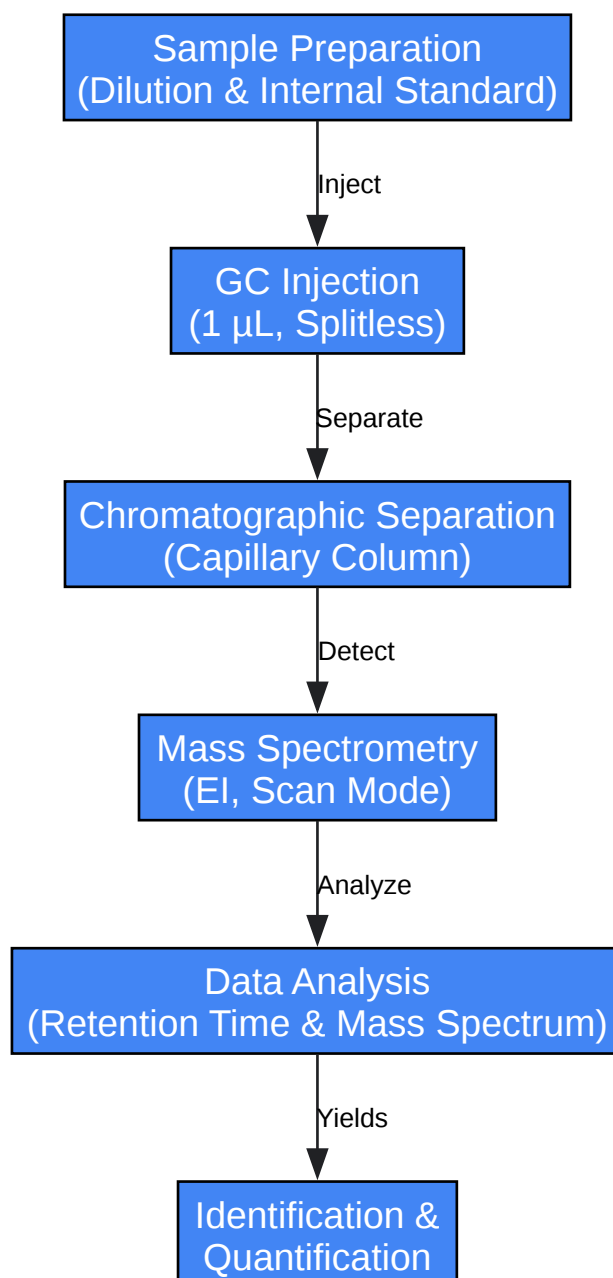 Sample Preparation
(Dilution & Internal Standard)
Inject
GC Injection
(1 µL, Splitless)
Separate
Chromatographic Separation
(Capillary Column)
Detect
Mass Spectrometry
(EI, Scan Mode)
Analyze
Data Analysis
(Retention Time & Mass Spectrum)
Yields
Identification &
Quantification